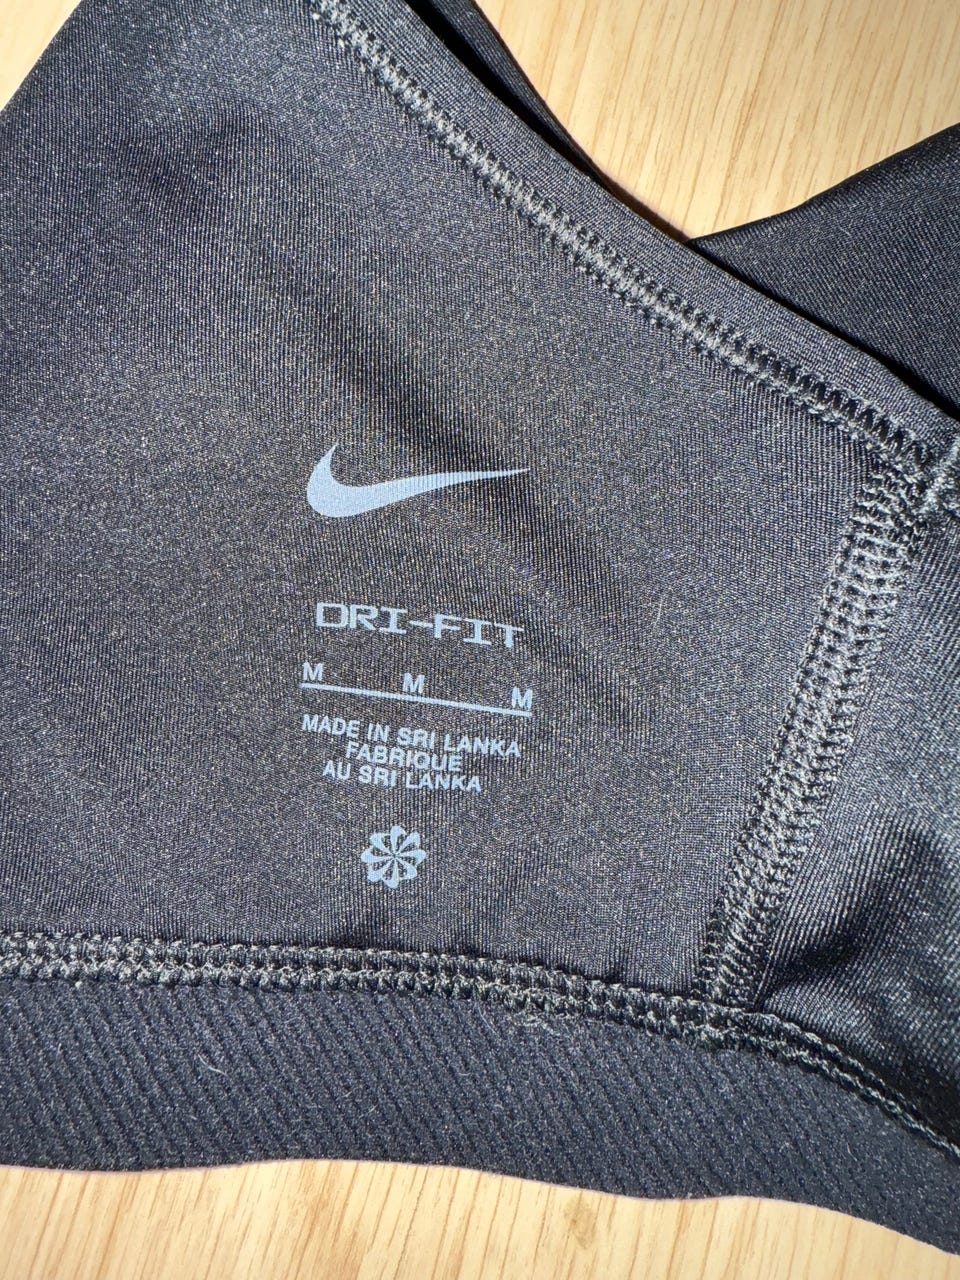 DRI-FIT
M M M
MADE IN SRI LANKA
FABRIQUE
AU SRI LANKA